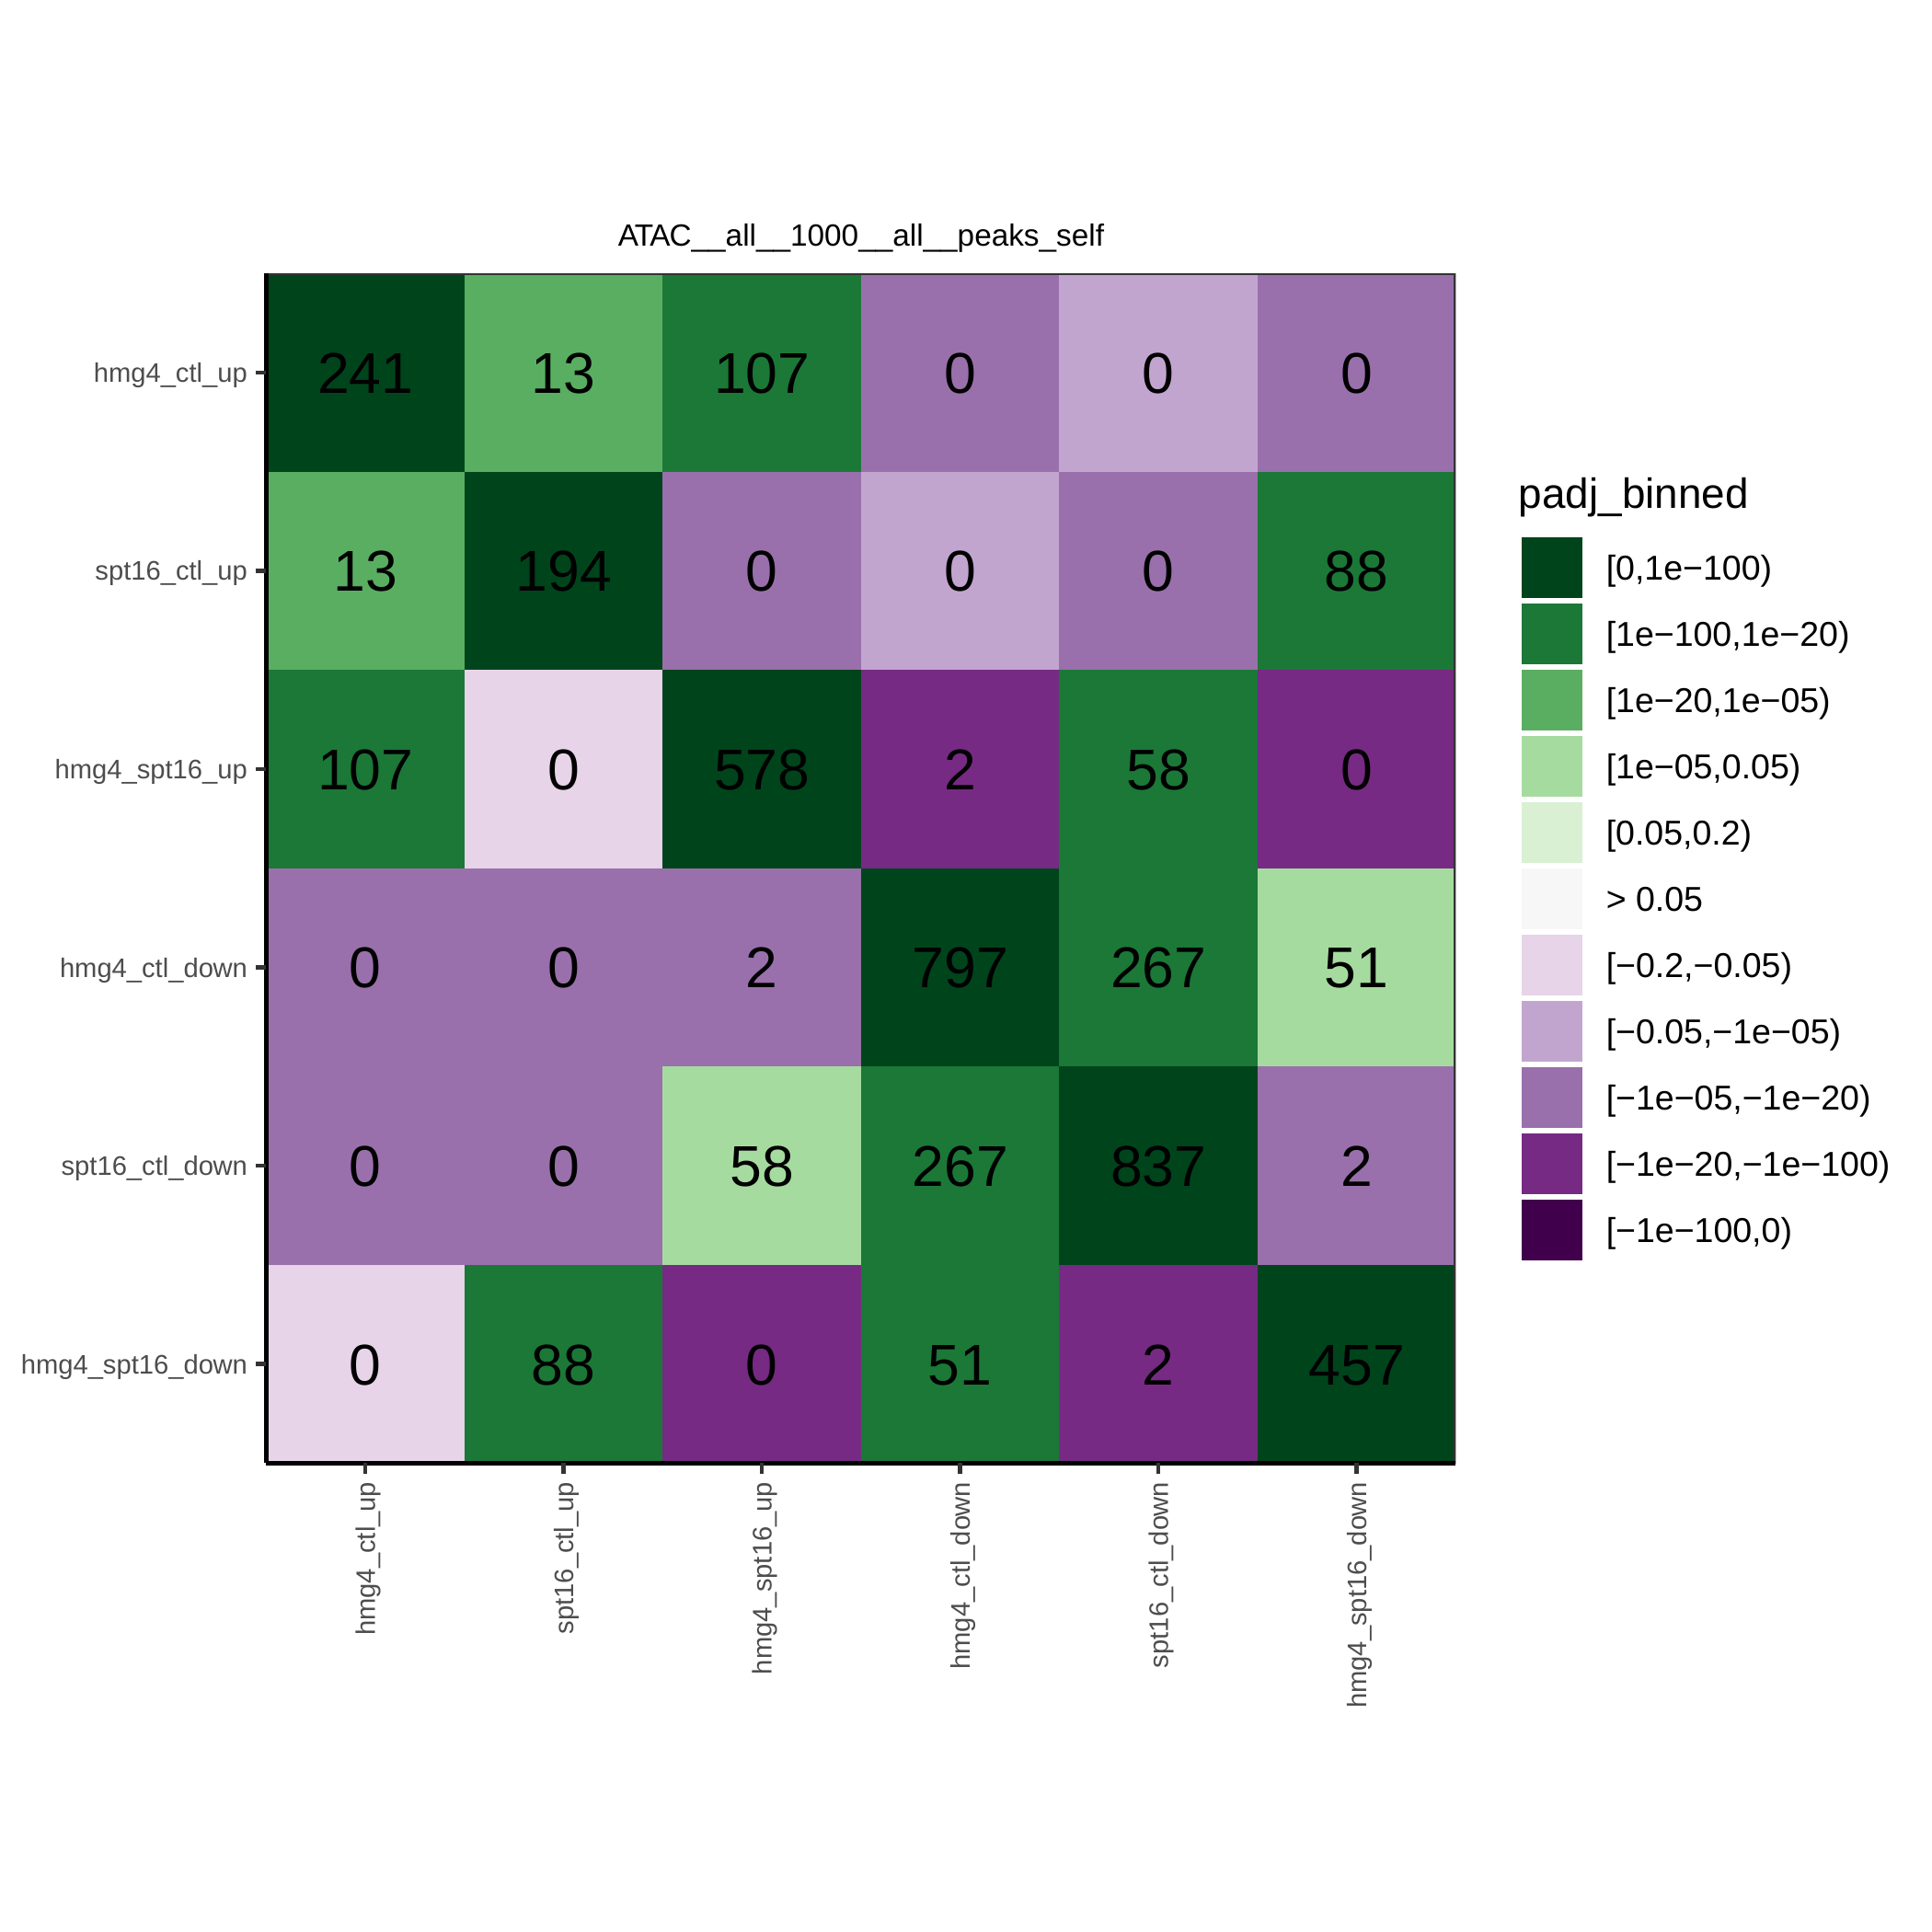 ATAC__all__1000__all__peaks_self
hmg4_ctl_up 241 13 107 0 0 0
spt16_ctl_up 13 194 0 0 0 88
hmg4_spt16_up 107 0 578 2 58 0
hmg4_ctl_down 0 0 2 797 267 51
spt16_ctl_down 0 0 58 267 837 2
hmg4_spt16_down 0 88 0 51 2 457
hmg4_ctl_up
spt16_ctl_up
hmg4_spt16_up
hmg4_ctl_down
spt16_ctl_down
hmg4_spt16_down
padj_binned
[0,1e−100)
[1e−100,1e−20)
[1e−20,1e−05)
[1e−05,0.05)
[0.05,0.2)
> 0.05
[−0.2,−0.05)
[−0.05,−1e−05)
[−1e−05,−1e−20)
[−1e−20,−1e−100)
[−1e−100,0)